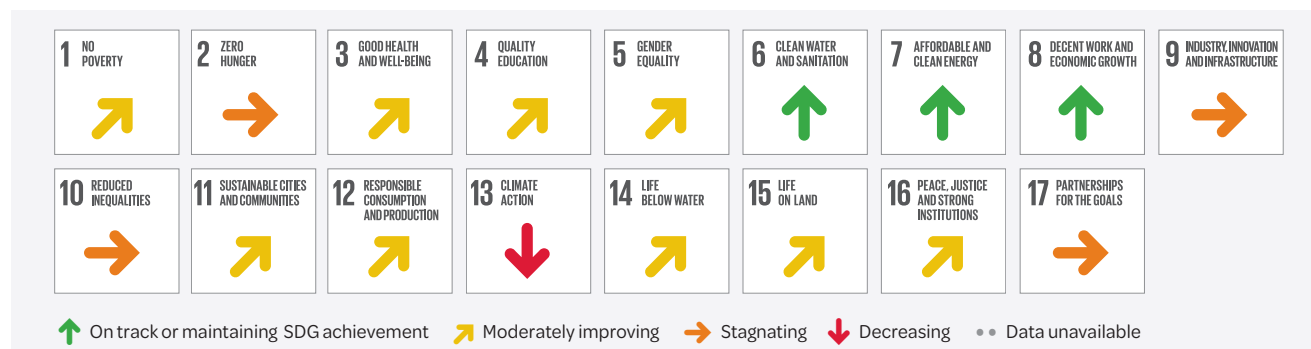 1 NO POVERTY
2 ZERO HUNGER
3 GOOD HEALTH AND WELL-BEING
4 QUALITY EDUCATION
5 GENDER EQUALITY
6 CLEAN WATER AND SANITATION
7 AFFORDABLE AND CLEAN ENERGY
8 DECENT WORK AND ECONOMIC GROWTH
9 INDUSTRY, INNOVATION AND INFRASTRUCTURE
10 REDUCED INEQUALITIES
11 SUSTAINABLE CITIES AND COMMUNITIES
12 RESPONSIBLE CONSUMPTION AND PRODUCTION
13 CLIMATE ACTION
14 LIFE BELOW WATER
15 LIFE ON LAND
16 PEACE, JUSTICE AND STRONG INSTITUTIONS
17 PARTNERSHIPS FOR THE GOALS
On track or maintaining SDG achievement
Moderately improving
Stagnating
Decreasing
Data unavailable